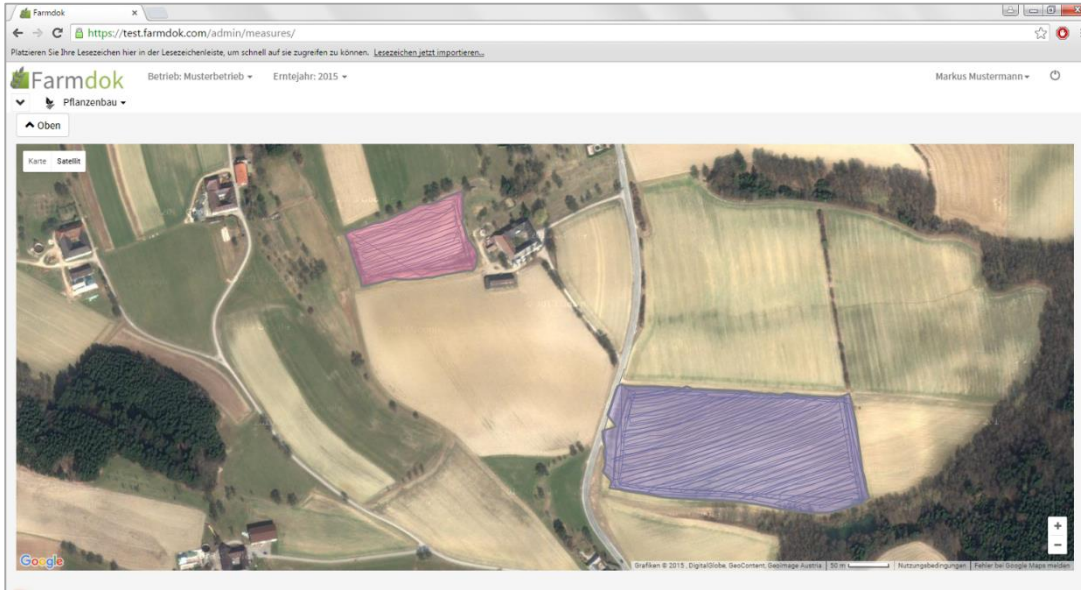 Farmdok
https://test.farmdok.com/admin/measures/
Platzieren Sie Ihre Lesezeichen hier in der Lesezeichenleiste, um schnell auf sie zugreifen zu können. Lesezeichen jetzt importieren...
Farmdok Betrieb: Musterbetrieb Erntejahr: 2015 Markus Mustermann
Pflanzenbau
Oben
Karte Satellit
Google Grafiken © 2015 , DigitalGlobe, GeoContent, Geoimage Austria 50 m Nutzungsbedingungen Fehler bei Google Maps melden